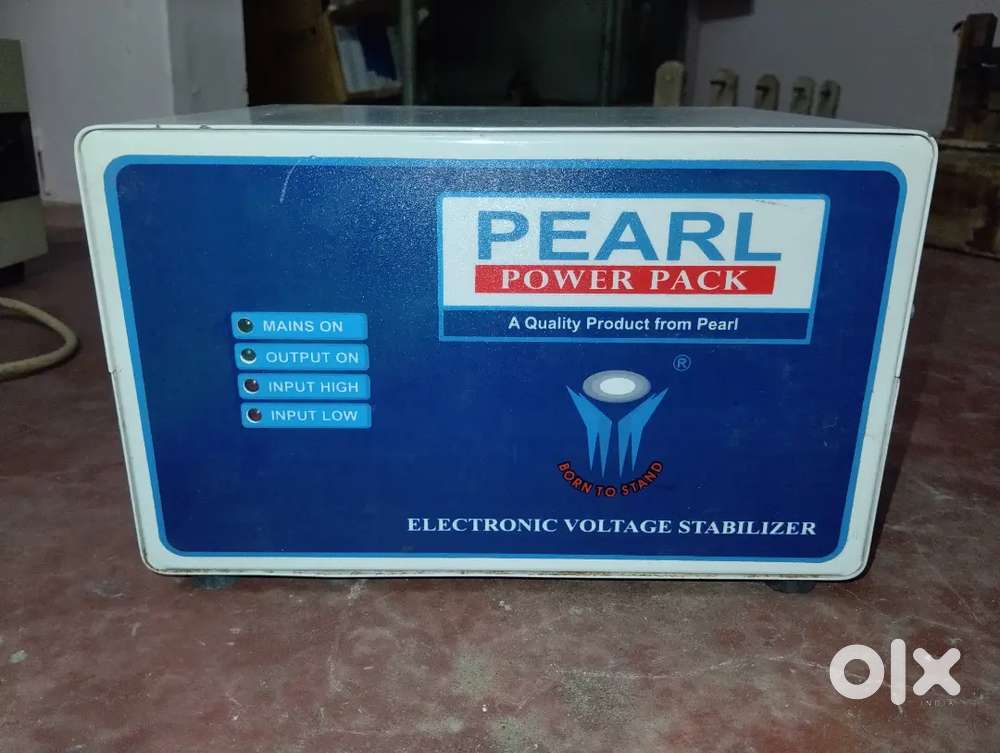 PEARL
POWER PACK
A Quality Product from Pearl
MAINS ON
OUTPUT ON
INPUT HIGH
INPUT LOW
®
BORN TO STAND
ELECTRONIC VOLTAGE STABILIZER
olx
INDIA